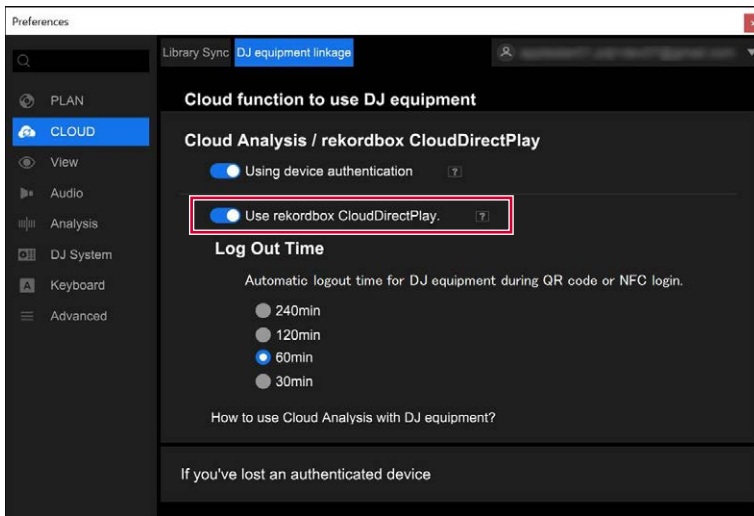 Preferences
Library Sync DJ equipment linkage
PLAN
CLOUD
View
Audio
Analysis
DJ System
A Keyboard
Advanced
Cloud function to use DJ equipment
Cloud Analysis / rekordbox CloudDirectPlay
Using device authentication ?
Use rekordbox CloudDirectPlay. ?
Log Out Time
Automatic logout time for DJ equipment during QR code or NFC login.
240min
120min
60min
30min
How to use Cloud Analysis with DJ equipment?
If you've lost an authenticated device